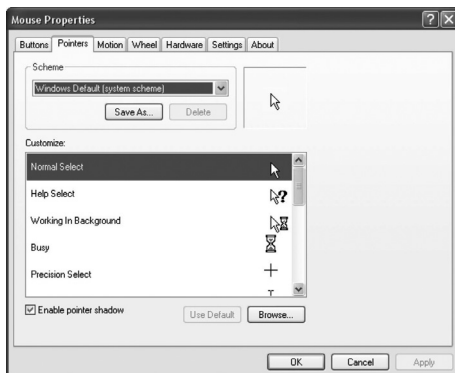 Mouse Properties
Buttons Pointers Motion Wheel Hardware Settings About
Scheme
Windows Default (system scheme)
Save As... Delete
Customize:
Normal Select
Help Select
Working In Background
Busy
Precision Select
Enable pointer shadow
Use Default Browse...
OK Cancel Apply